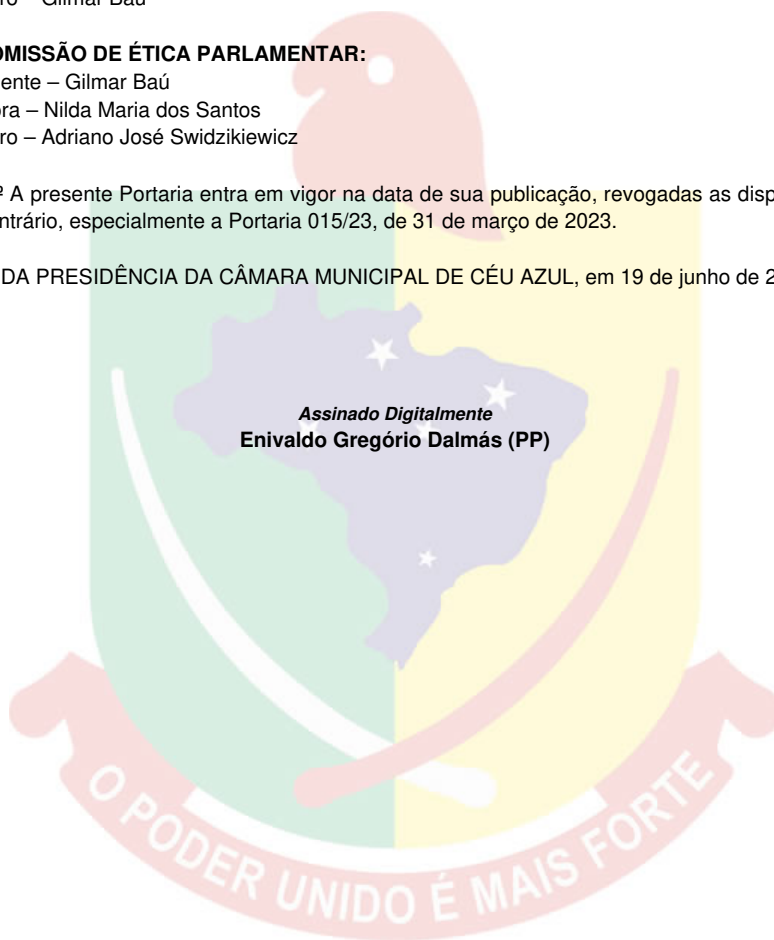 ro – Gilmar Baú
OMISSÃO DE ÉTICA PARLAMENTAR:
ente – Gilmar Baú
ora – Nilda Maria dos Santos
ro – Adriano José Swidzikiewicz
º A presente Portaria entra em vigor na data de sua publicação, revogadas as disp
ntrário, especialmente a Portaria 015/23, de 31 de março de 2023.
DA PRESIDÊNCIA DA CÂMARA MUNICIPAL DE CÉU AZUL, em 19 de junho de 2
Assinado Digitalmente
Enivaldo Gregório Dalmás (PP)
O PODER UNIDO É MAIS FORTE